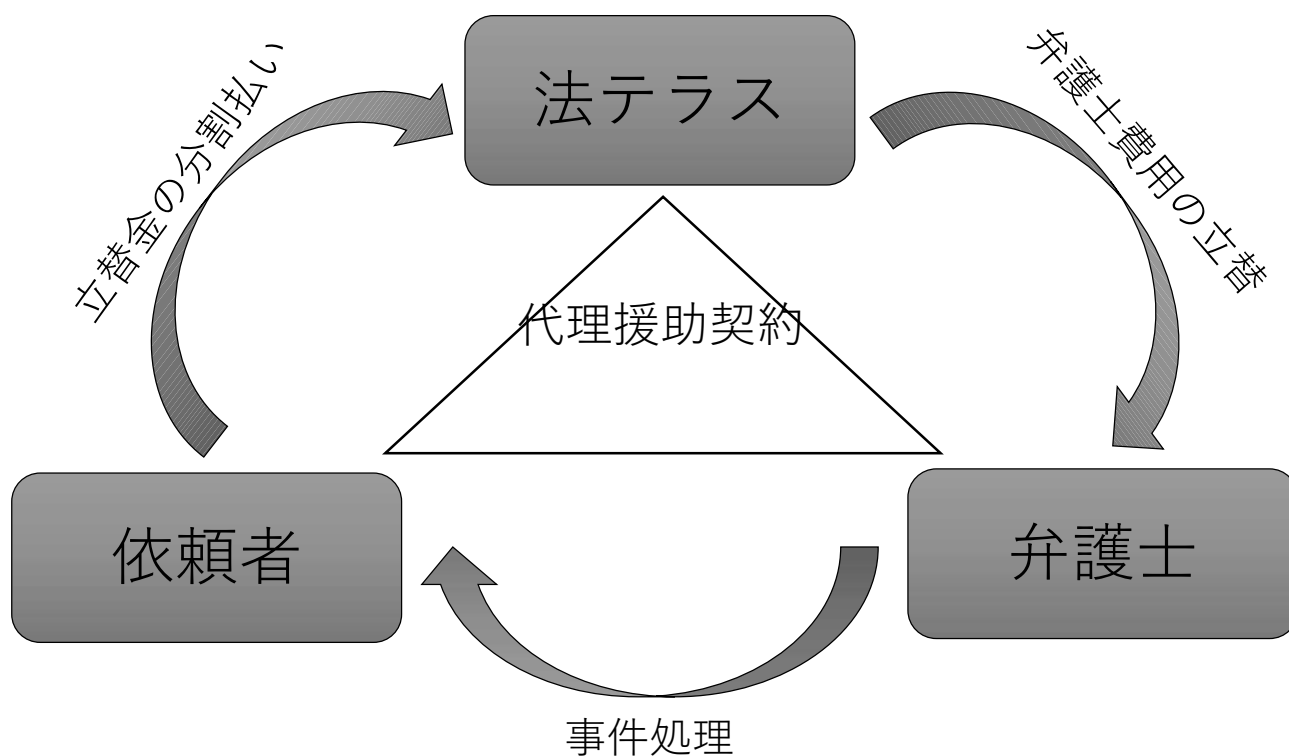 法テラス
立替金の分割払い
弁護士費用の立替
代理援助契約
依頼者
弁護士
事件処理